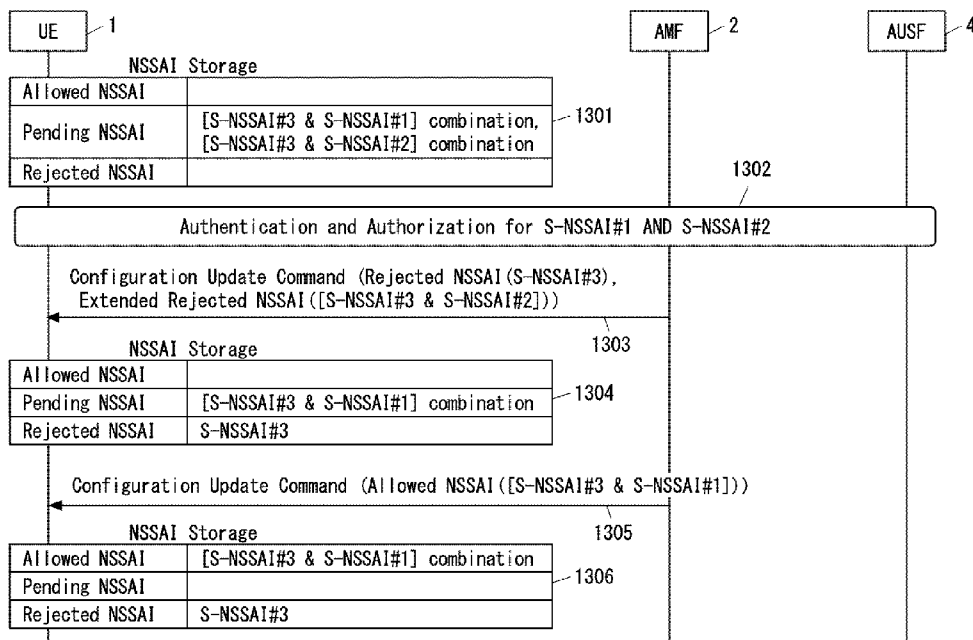 UE 1
AMF 2
AUSF 4
NSSAI Storage
Allowed NSSAI
Pending NSSAI [S-NSSAI#3 & S-NSSAI#1] combination,
[S-NSSAI#3 & S-NSSAI#2] combination
1301
Rejected NSSAI
1302
Authentication and Authorization for S-NSSAI#1 AND S-NSSAI#2
Configuration Update Command (Rejected NSSAI(S-NSSAI#3),
Extended Rejected NSSAI([S-NSSAI#3 & S-NSSAI#2]))
1303
NSSAI Storage
Allowed NSSAI
Pending NSSAI [S-NSSAI#3 & S-NSSAI#1] combination
1304
Rejected NSSAI S-NSSAI#3
Configuration Update Command (Allowed NSSAI([S-NSSAI#3 & S-NSSAI#1]))
1305
NSSAI Storage
Allowed NSSAI [S-NSSAI#3 & S-NSSAI#1] combination
Pending NSSAI
1306
Rejected NSSAI S-NSSAI#3